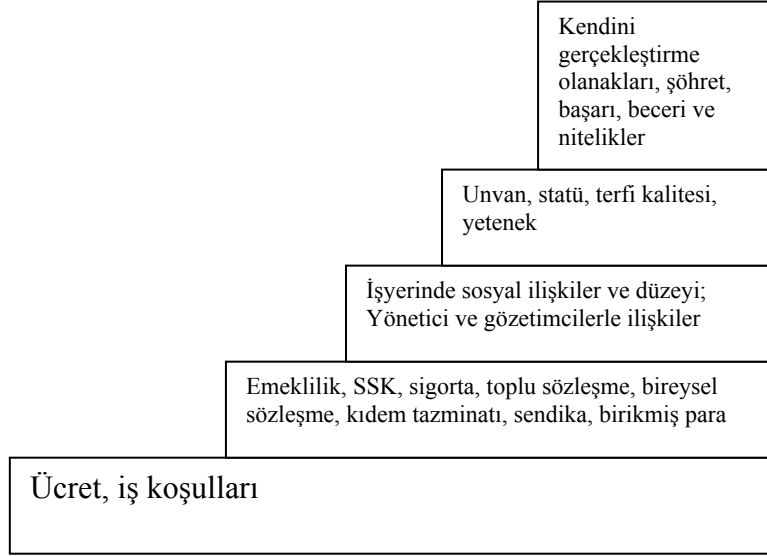 Kendini
gerçekleştirme
olanakları, şöhret,
başarı, beceri ve
nitelikler
Unvan, statü, terfi kalitesi,
yetenek
İşyerinde sosyal ilişkiler ve düzeyi;
Yönetici ve gözetimcilerle ilişkiler
Emeklilik, SSK, sigorta, toplu sözleşme, bireysel
sözleşme, kıdem tazminatı, sendika, birikmiş para
Ücret, iş koşulları